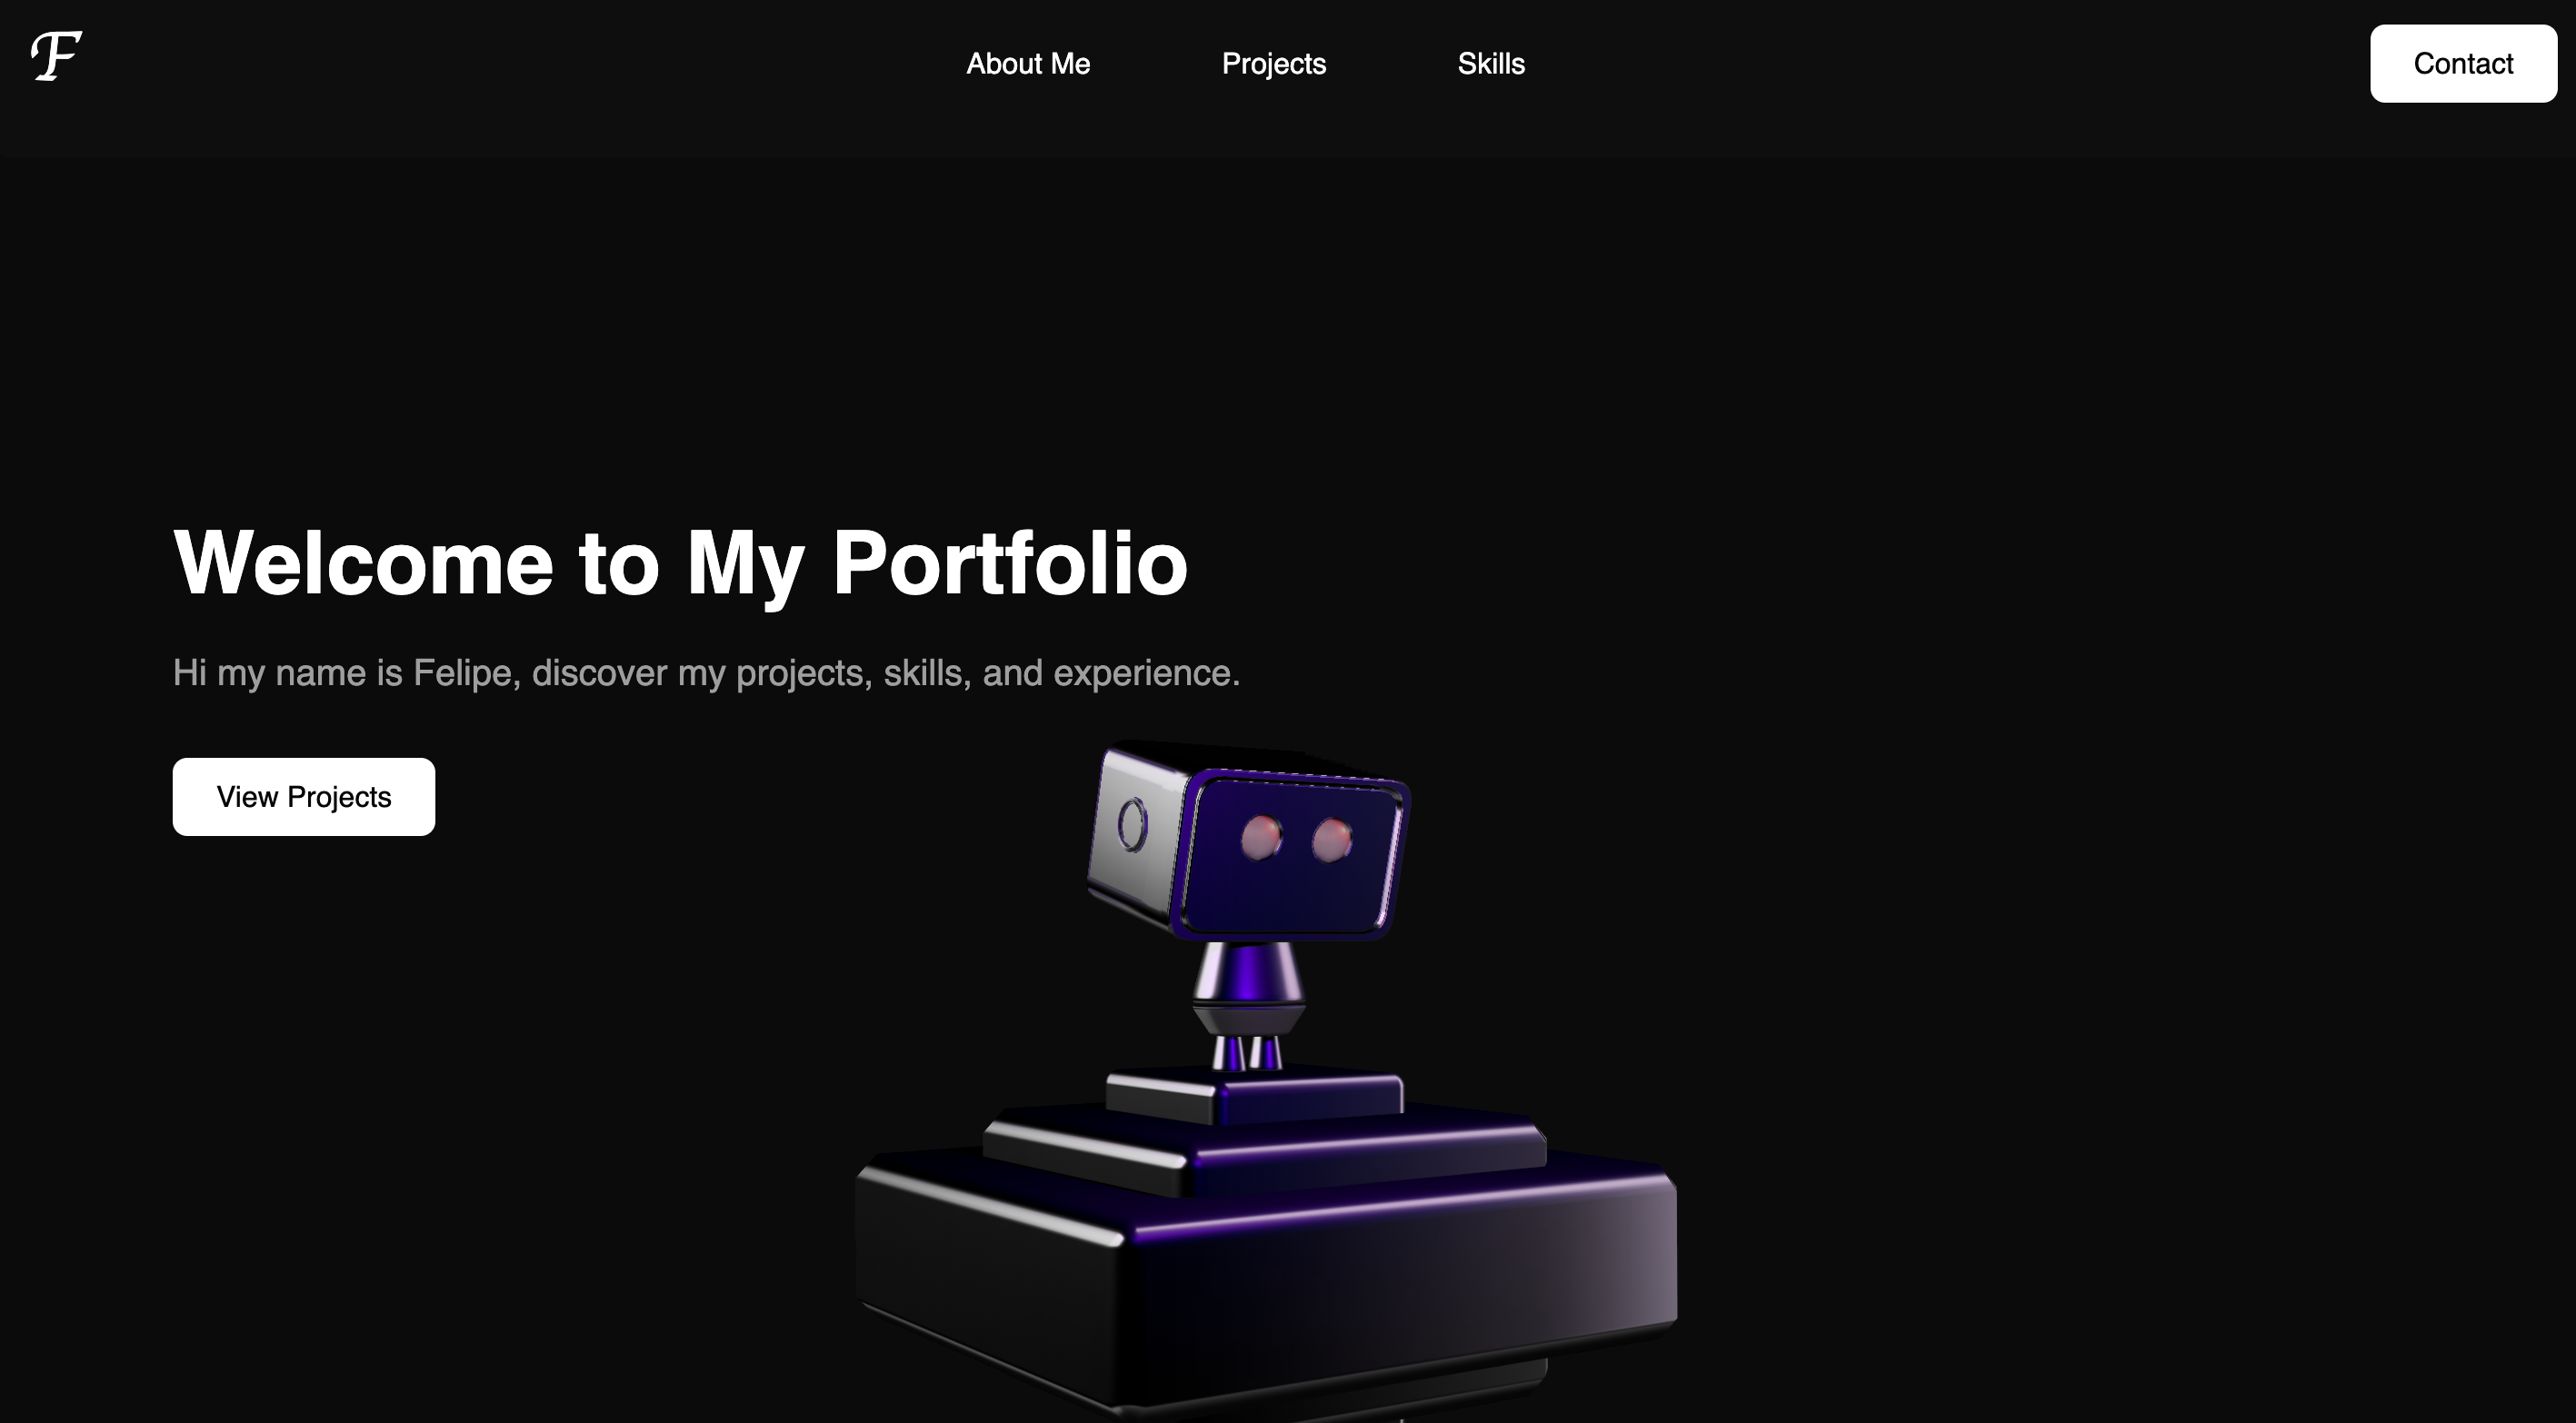 F
About Me
Projects
Skills
Contact
Welcome to My Portfolio
Hi my name is Felipe, discover my projects, skills, and experience.
View Projects